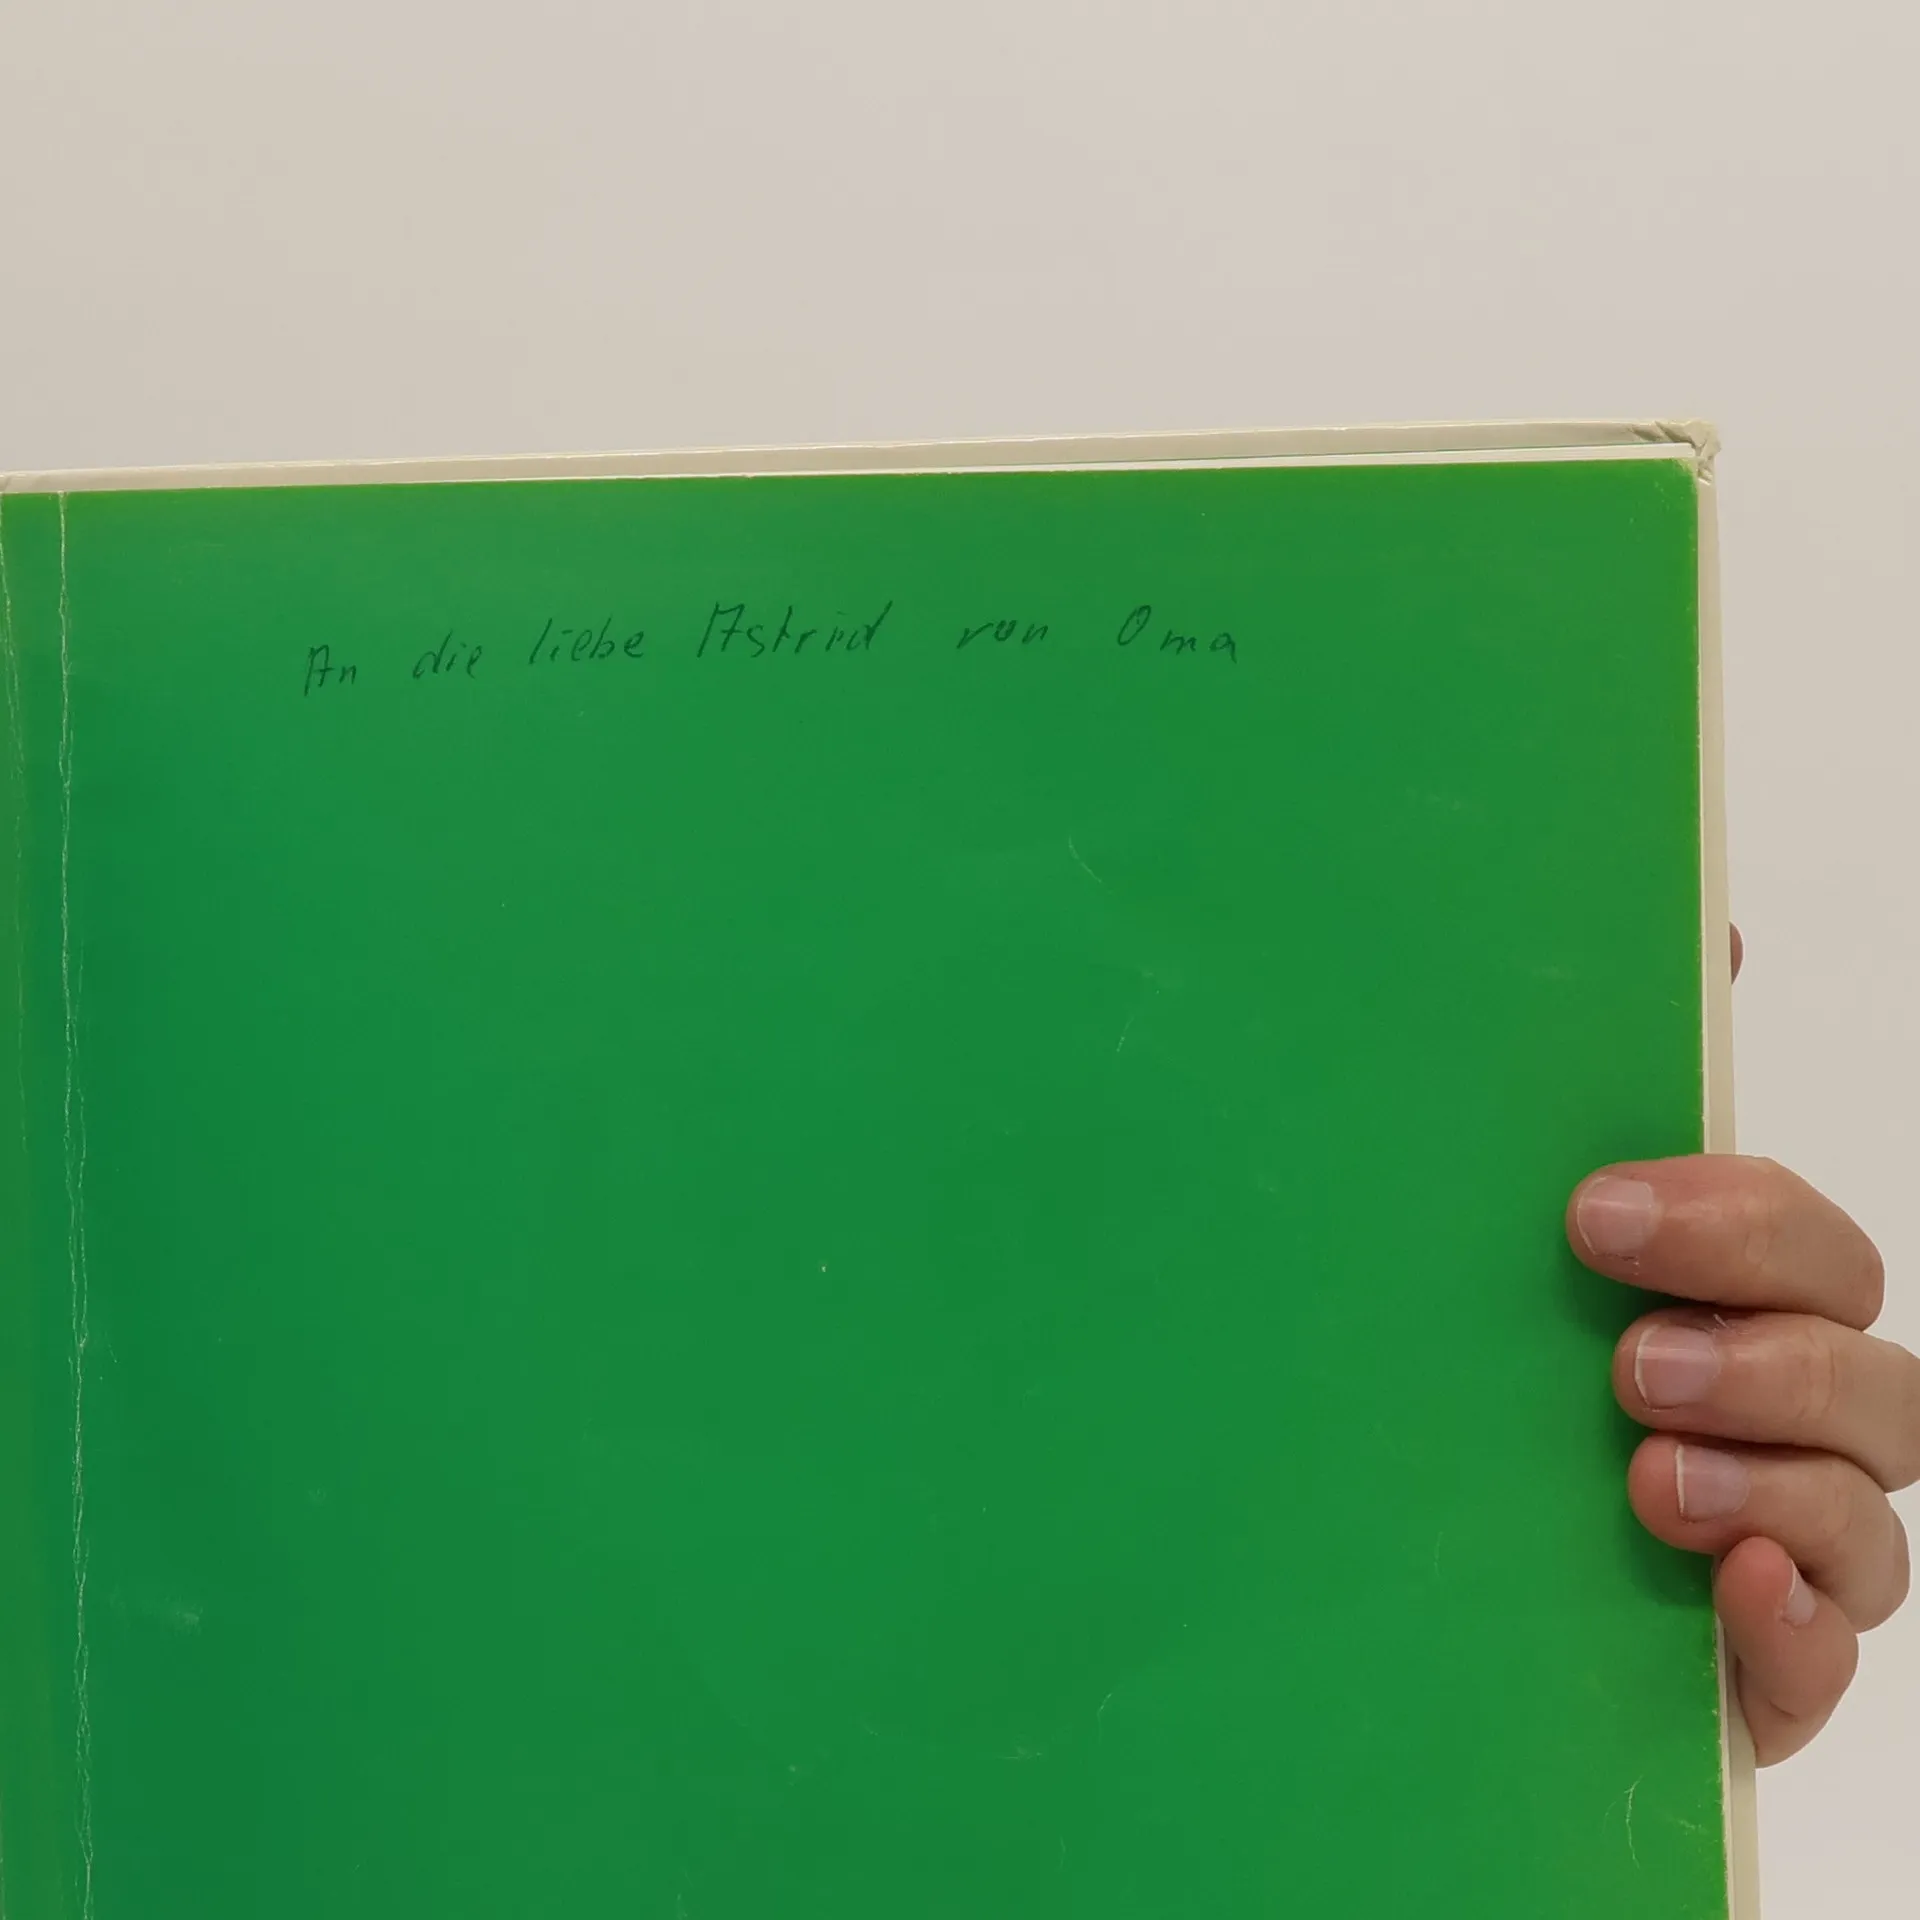 An die liebe Astrid von Oma